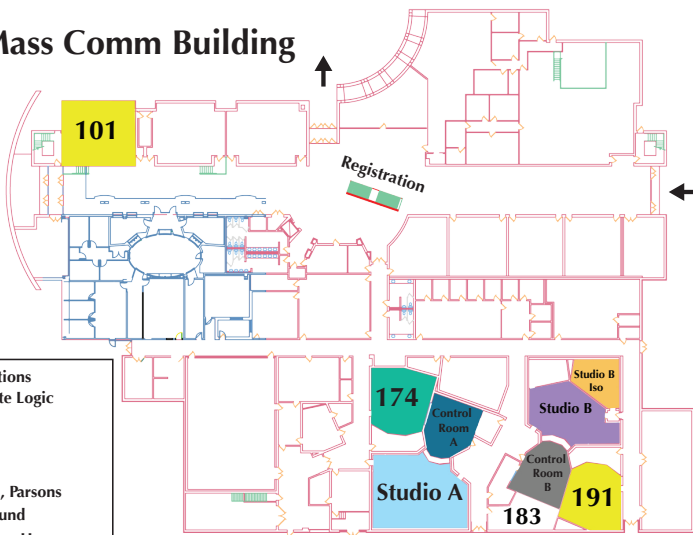 Mass Comm Building
101
Registration
tions
te Logic
, Parsons
und
174
Control
Room
A
Studio A
Studio B
Iso
Studio B
Control
Room
B
191
183